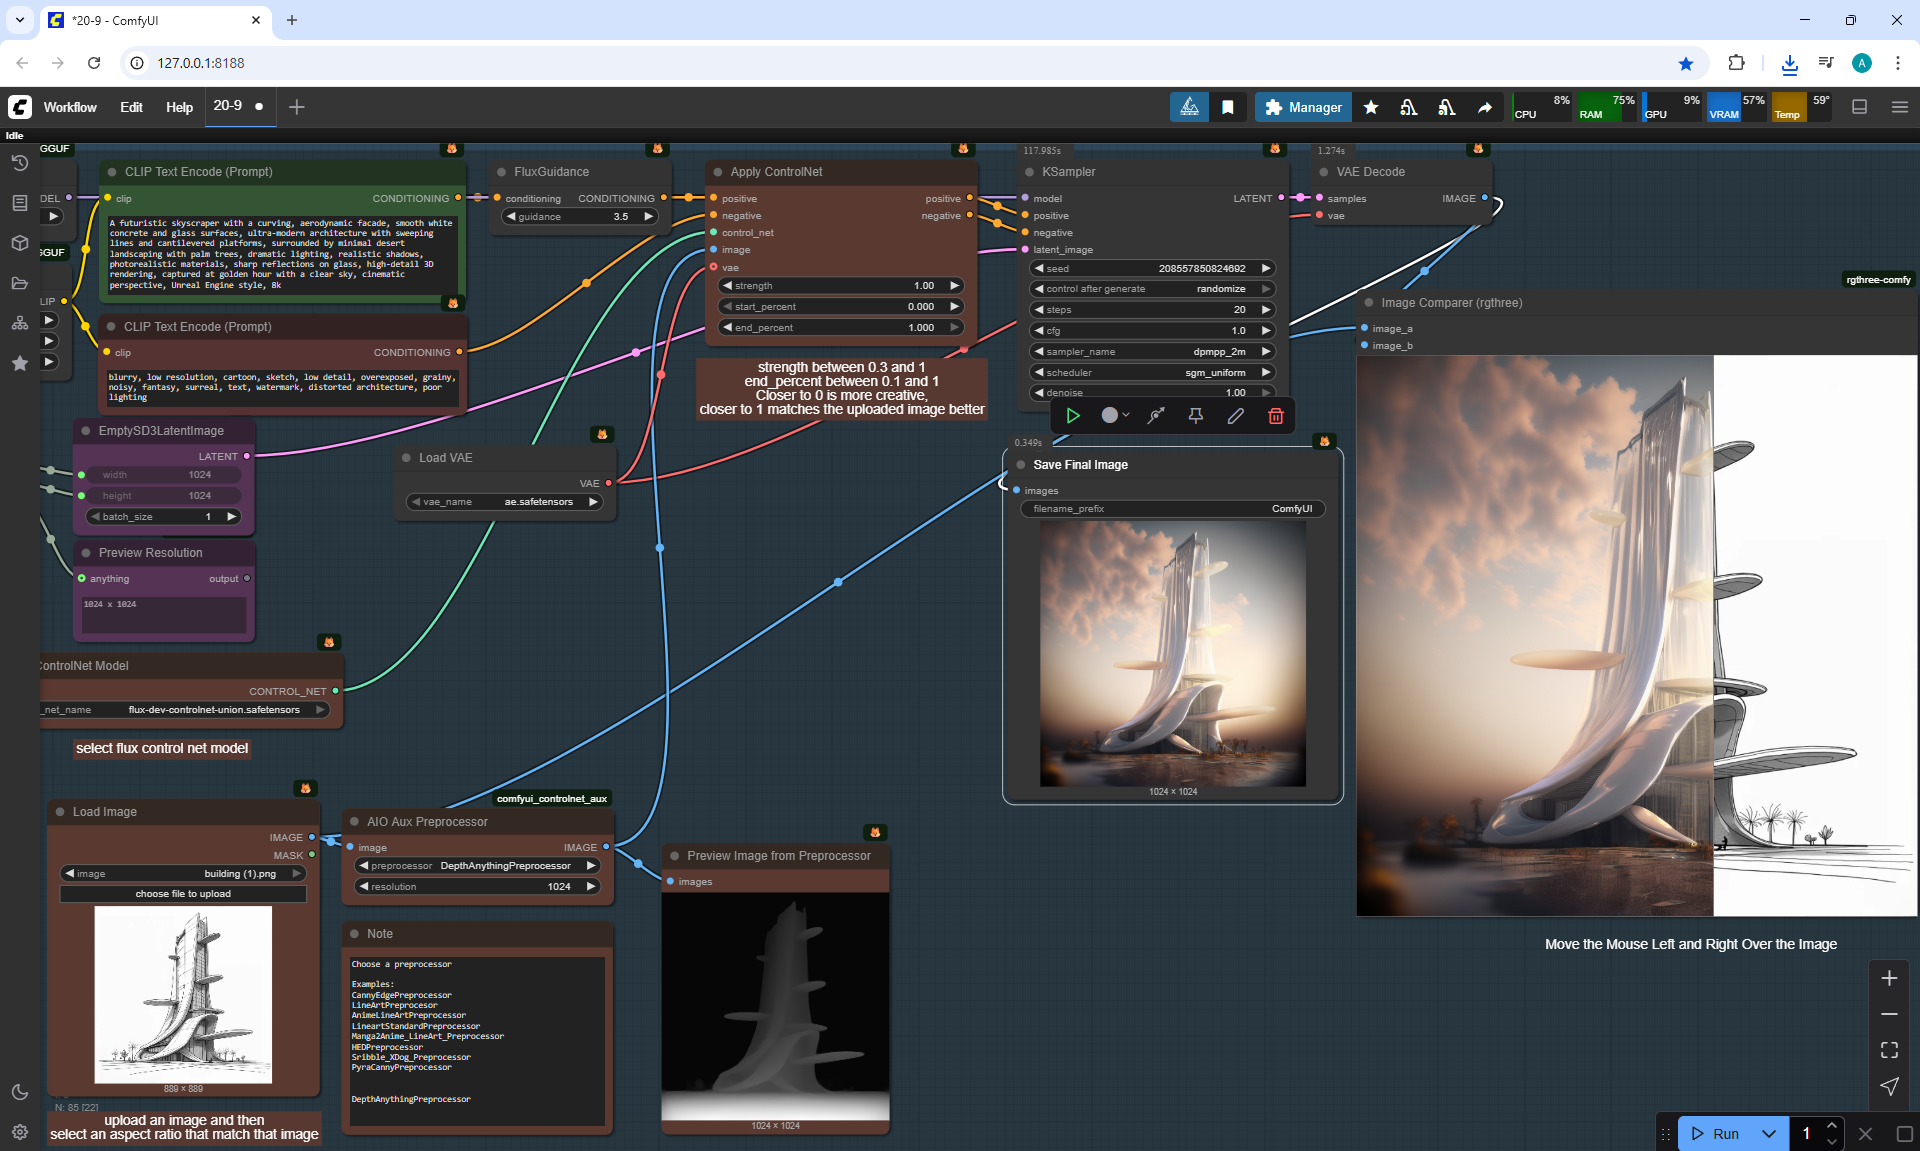 *20-9 - ComfyUI
127.0.0.1:8188
A
Workflow
Edit
Help
20-9
Manager
CPU
8%
RAM
75%
GPU
9%
VRAM
57%
Temp
59°
Idle
GGUF
DEL
GGUF
LIP
CLIP Text Encode (Prompt)
clip
CONDITIONING
A futuristic skyscraper with a curving, aerodynamic facade, smooth white
concrete and glass surfaces, ultra-modern architecture with sweeping
lines and cantilevered platforms, surrounded by minimal desert
landscaping with palm trees, dramatic lighting, realistic shadows,
photorealistic materials, sharp reflections on glass, high-detail 3D
rendering, captured at golden hour with a clear sky, cinematic
perspective, Unreal Engine style, 8k
CLIP Text Encode (Prompt)
clip
CONDITIONING
blurry, low resolution, cartoon, sketch, low detail, overexposed, grainy,
noisy, fantasy, surreal, text, watermark, distorted architecture, poor
lighting
FluxGuidance
conditioning
CONDITIONING
guidance
3.5
Apply ControlNet
positive
positive
negative
negative
control_net
image
vae
strength
1.00
start_percent
0.000
end_percent
1.000
strength between 0.3 and 1
end_percent between 0.1 and 1
Closer to 0 is more creative,
closer to 1 matches the uploaded image better
117.985s
KSampler
model
LATENT
positive
negative
latent_image
seed
208557850824692
control after generate
randomize
steps
20
cfg
1.0
sampler_name
dpmpp_2m
scheduler
sgm_uniform
denoise
1.00
1.274s
VAE Decode
samples
IMAGE
vae
rgthree-comfy
Image Comparer (rgthree)
image_a
image_b
Move the Mouse Left and Right Over the Image
EmptySD3LatentImage
LATENT
width
1024
height
1024
batch_size
1
Preview Resolution
anything
output
1024 x 1024
Load VAE
VAE
vae_name
ae.safetensors
0.349s
Save Final Image
images
filename_prefix
ComfyUI
1024 × 1024
ControlNet Model
CONTROL_NET
_net_name
flux-dev-controlnet-union.safetensors
select flux control net model
Load Image
IMAGE
MASK
image
building (1).png
choose file to upload
889 × 889
N: 85 [22]
upload an image and then
select an aspect ratio that match that image
comfyui_controlnet_aux
AIO Aux Preprocessor
image
IMAGE
preprocessor
DepthAnythingPreprocessor
resolution
1024
Note
Choose a preprocessor
Examples:
CannyEdgePreprocessor
LineArtPreprocesor
AnimeLineArtPreprocessor
LineartStandardPreprocessor
Manga2Anime_LineArt_Preprocessor
HEDPreprocessor
Sribble_XDog_Preprocessor
PyraCannyPreprocessor
DepthAnythingPreprocessor
Preview Image from Preprocessor
images
1024 × 1024
Run
1